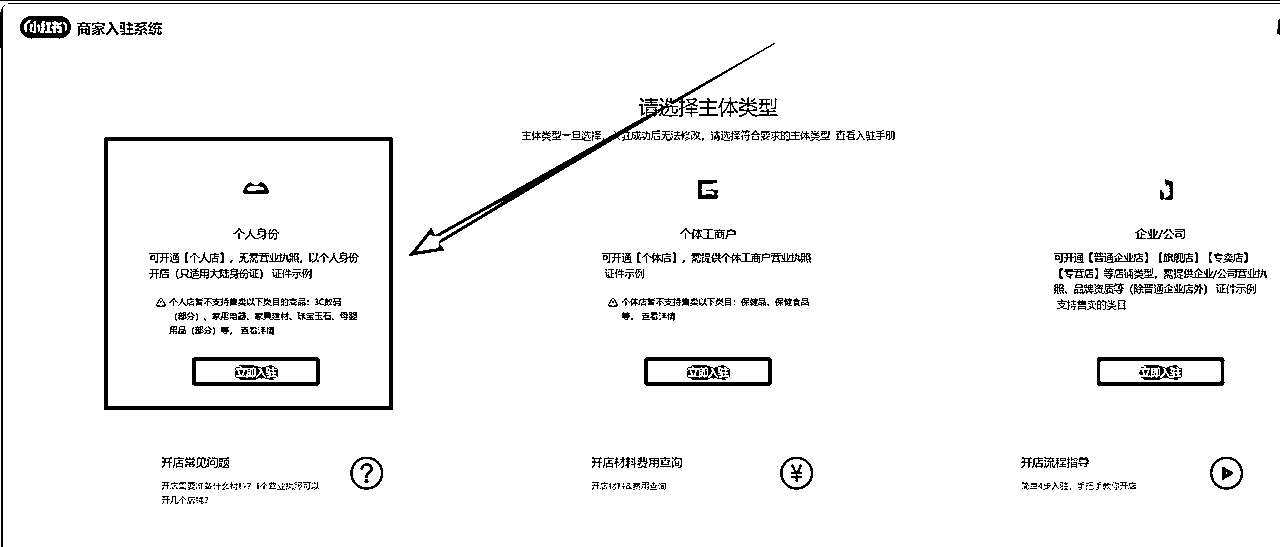 小红书 商家入驻系统
请选择主体类型
主体类型一旦选择，入驻成功后无法修改，请选择符合要求的主体类型 查看入驻手册
个人身份
可开通【个人店】，无需营业执照，以个人身份
开店（只适用大陆身份证） 证件示例
个人店暂不支持售卖以下类目的商品：3C数码
（部分）、家用电器、家具建材、珠宝玉石、母婴
用品（部分）等。 查看详情
立即入驻
个体工商户
可开通【个体店】，需提供个体工商户营业执照
证件示例
个体店暂不支持售卖以下类目：保健品、保健食品
等。 查看详情
立即入驻
企业/公司
可开通【普通企业店】【旗舰店】【专卖店】
【专营店】等店铺类型，需提供企业/公司营业执
照、品牌资质等（除普通企业店外） 证件示例
支持售卖的类目
立即入驻
开店常见问题
开店需要准备什么材料？1个营业执照可以
开几个店铺？
开店材料费用查询
开店材料&费用查询
开店流程指导
简单4步入驻，手把手教你开店